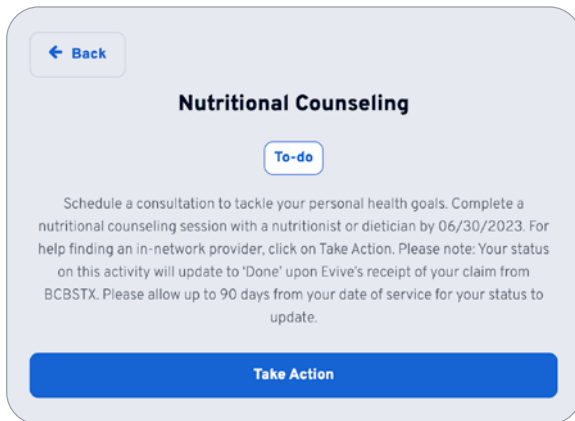 ← Back
Nutritional Counseling
To-do
Schedule a consultation to tackle your personal health goals. Complete a
nutritional counseling session with a nutritionist or dietician by 06/30/2023. For
help finding an in-network provider, click on Take Action. Please note: Your status
on this activity will update to ‘Done’ upon Evive’s receipt of your claim from
BCBSTX. Please allow up to 90 days from your date of service for your status to
update.
Take Action